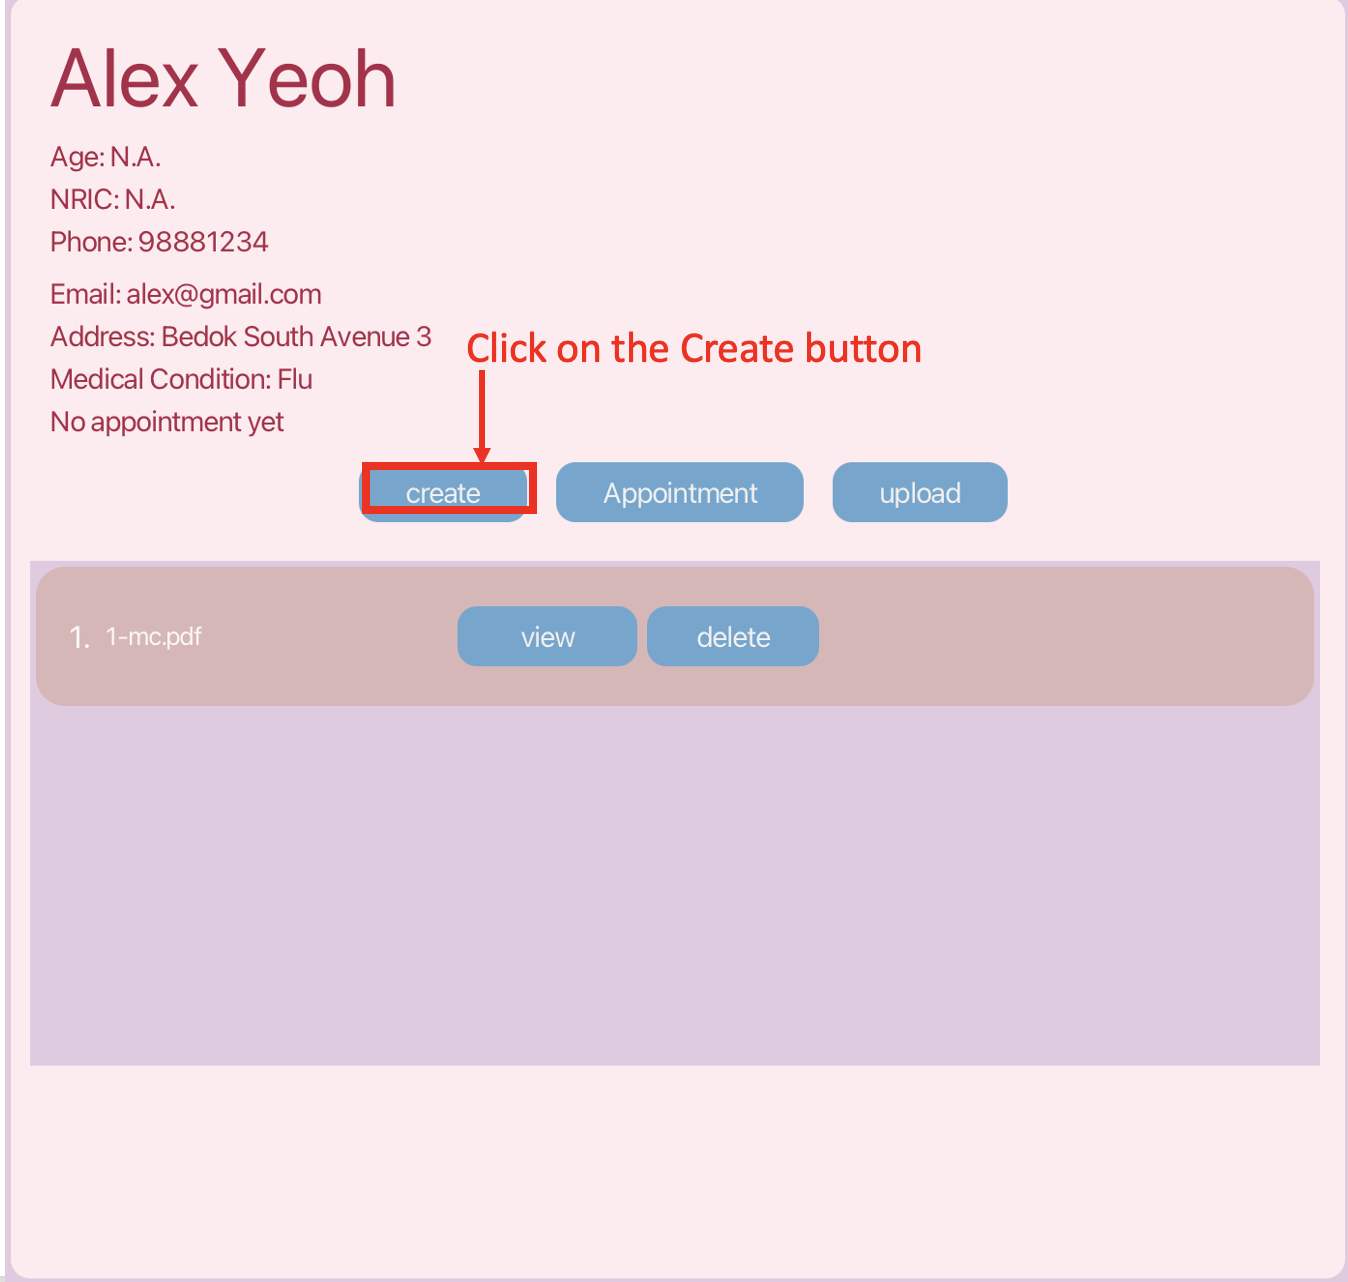 Alex Yeoh
Age: N.A.
NRIC: N.A.
Phone: 98881234
Email: alex@gmail.com
Address: Bedok South Avenue 3
Click on the Create button
Medical Condition: Flu
No appointment yet
create
Appointment
upload
1. 1-mc.pdf
view
delete